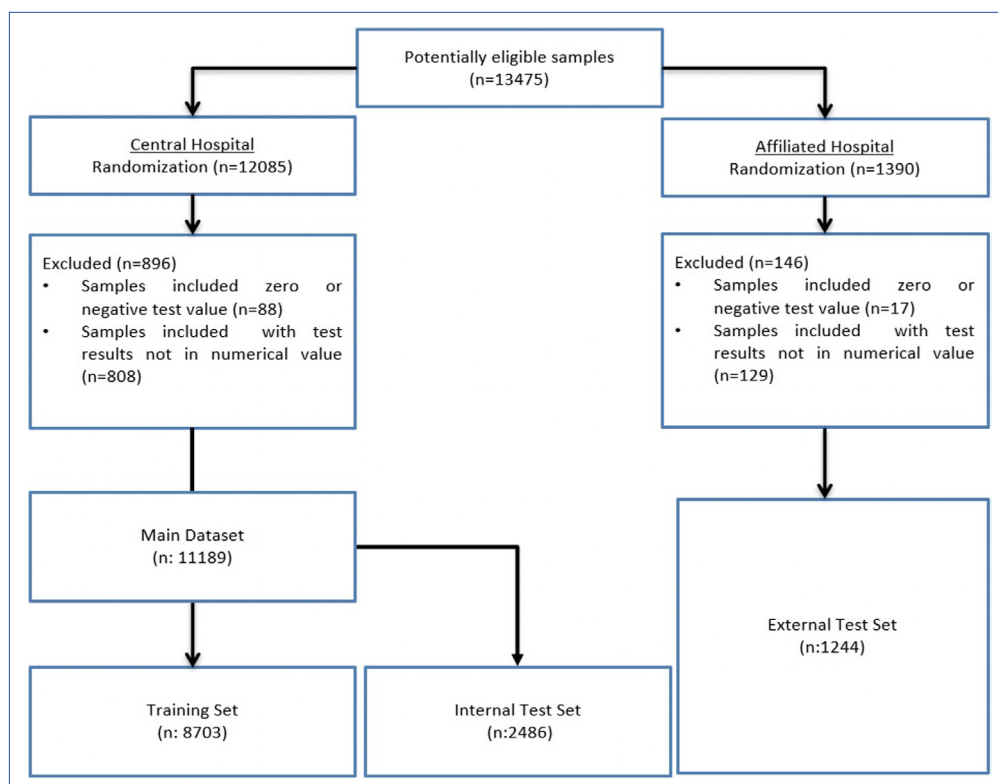 Potentially eligible samples
(n=13475)
Central Hospital
Randomization (n=12085)
Affiliated Hospital
Randomization (n=1390)
Excluded (n=896)
• Samples included zero or
negative test value (n=88)
• Samples included with test
results not in numerical value
(n=808)
Excluded (n=146)
• Samples included zero or
negative test value (n=17)
• Samples included with test
results not in numerical value
(n=129)
Main Dataset
(n: 11189)
External Test Set
(n:1244)
Training Set
(n: 8703)
Internal Test Set
(n:2486)